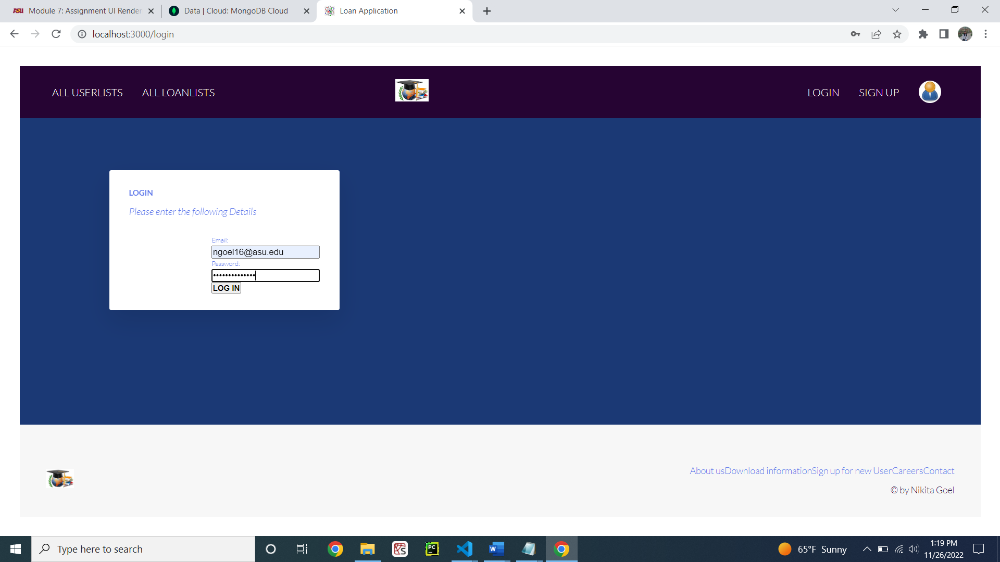 ASU Module 7: Assignment UI Render
Data | Cloud: MongoDB Cloud
Loan Application
localhost:3000/login
ALL USERLISTS ALL LOANLISTS LOGIN SIGN UP
LOGIN
Please enter the following Details
Email:
ngoel16@asu.edu
Password:
••••••••••••••
LOG IN
About usDownload informationSign up for new UserCareersContact
© by Nikita Goel
Type here to search
PC
W
65°F Sunny
1:19 PM
11/26/2022